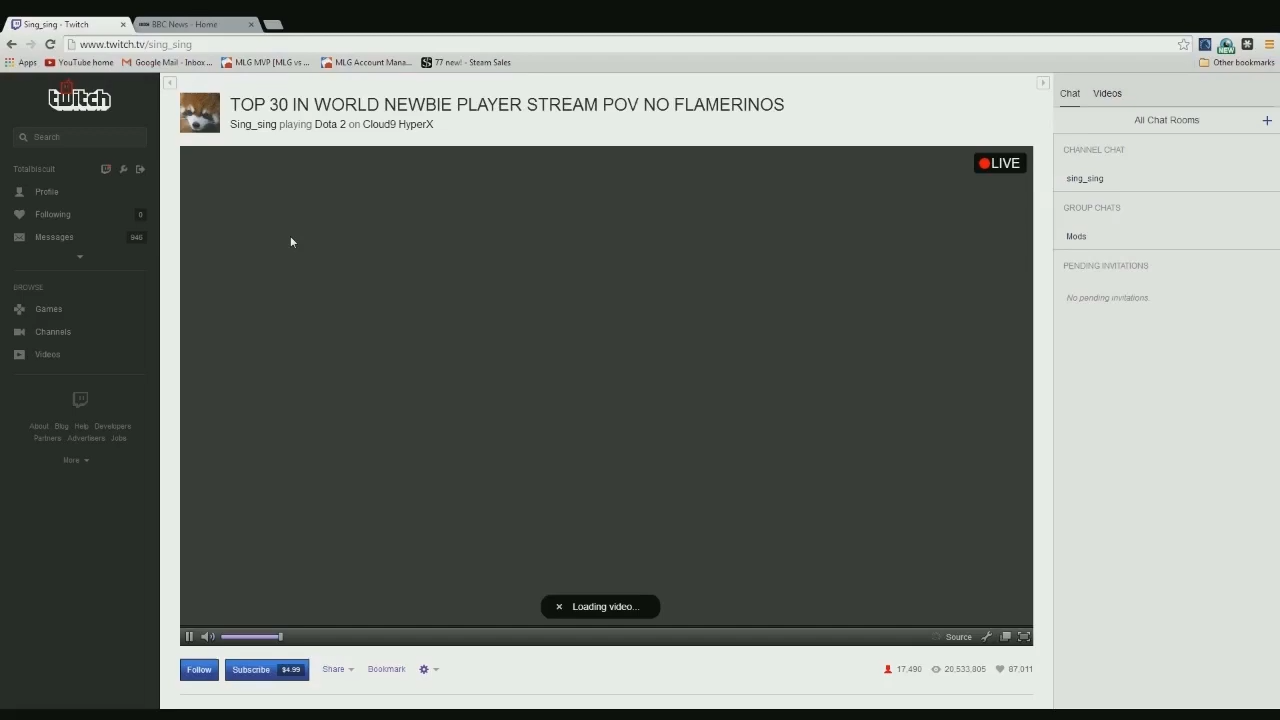 Sing_sing - Twitch
BBC News - Home
www.twitch.tv/sing_sing
NEW
Apps
YouTube home
Google Mail - Inbox ...
MLG MVP [MLG vs ...
MLG Account Mana...
77 new! - Steam Sales
Other bookmarks
twitch
Search
Totalbiscuit
Profile
Following 0
Messages 946
BROWSE
Games
Channels
Videos
About Blog Help Developers
Partners Advertisers Jobs
More
TOP 30 IN WORLD NEWBIE PLAYER STREAM POV NO FLAMERINOS
Sing_sing playing Dota 2 on Cloud9 HyperX
LIVE
Loading video...
Source
Follow
Subscribe $4.99
Share
Bookmark
17,490
20,533,805
87,011
Chat
Videos
All Chat Rooms
CHANNEL CHAT
sing_sing
GROUP CHATS
Mods
PENDING INVITATIONS
No pending invitations.